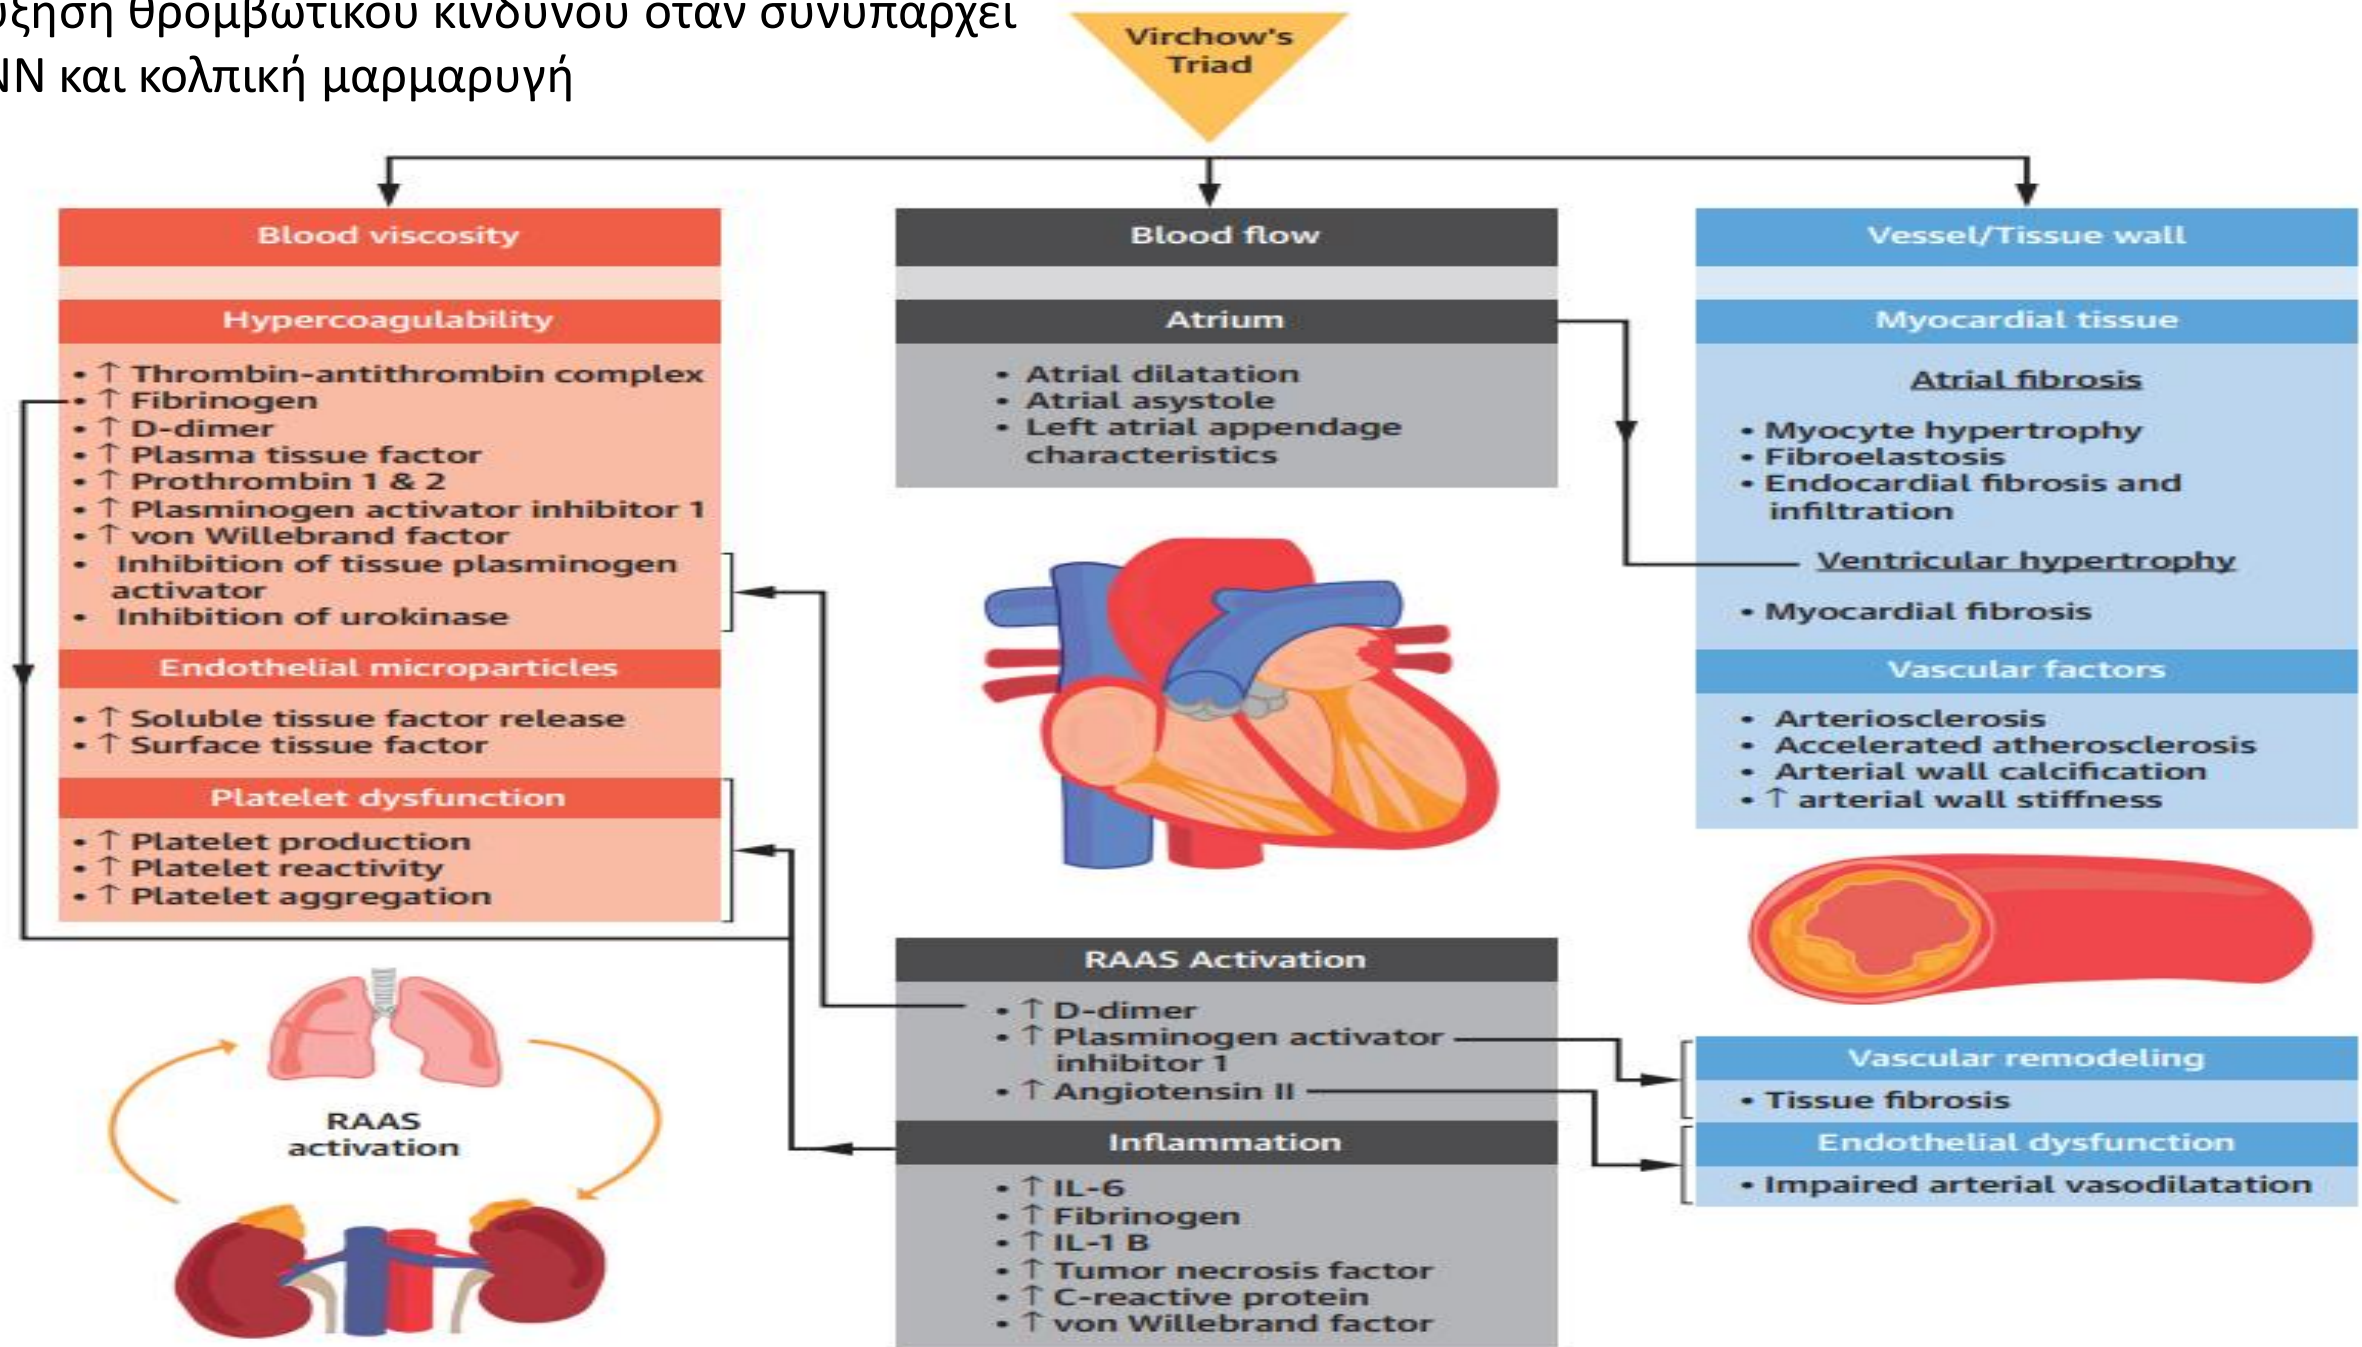 ύξηση θρομβωτικού κινδύνου όταν συνυπάρχει
ΝΝ και κολπική μαρμαρυγή
Virchow's
Triad
Blood viscosity
Hypercoagulability
• ↑ Thrombin-antithrombin complex
• ↑ Fibrinogen
• ↑ D-dimer
• ↑ Plasma tissue factor
• ↑ Prothrombin 1 & 2
• ↑ Plasminogen activator inhibitor 1
• ↑ von Willebrand factor
• Inhibition of tissue plasminogen
activator
• Inhibition of urokinase
Endothelial microparticles
• ↑ Soluble tissue factor release
• ↑ Surface tissue factor
Platelet dysfunction
• ↑ Platelet production
• ↑ Platelet reactivity
• ↑ Platelet aggregation
RAAS
activation
Blood flow
Atrium
• Atrial dilatation
• Atrial asystole
• Left atrial appendage
characteristics
RAAS Activation
• ↑ D-dimer
• ↑ Plasminogen activator
inhibitor 1
• ↑ Angiotensin II
Inflammation
• ↑ IL-6
• ↑ Fibrinogen
• ↑ IL-1 B
• ↑ Tumor necrosis factor
• ↑ C-reactive protein
• ↑ von Willebrand factor
Vessel/Tissue wall
Myocardial tissue
Atrial fibrosis
• Myocyte hypertrophy
• Fibroelastosis
• Endocardial fibrosis and
infiltration
Ventricular hypertrophy
• Myocardial fibrosis
Vascular factors
• Arteriosclerosis
• Accelerated atherosclerosis
• Arterial wall calcification
• ↑ arterial wall stiffness
Vascular remodeling
• Tissue fibrosis
Endothelial dysfunction
• Impaired arterial vasodilatation